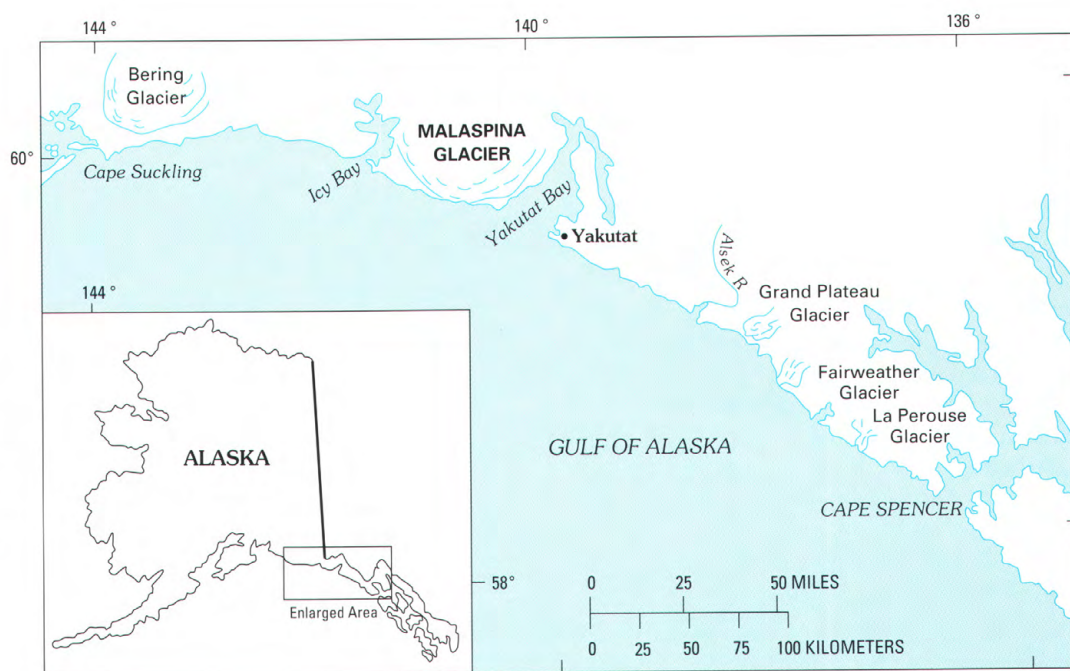 144°
140°
136°
Bering
Glacier
MALASPINA
GLACIER
60°
Cape Suckling
Icy Bay
Yakutat Bay
Yakutat
Alsek R
144°
Grand Plateau
Glacier
Fairweather
Glacier
La Perouse
Glacier
ALASKA
GULF OF ALASKA
CAPE SPENCER
58°
0 25 50 MILES
Enlarged Area
0 25 50 75 100 KILOMETERS